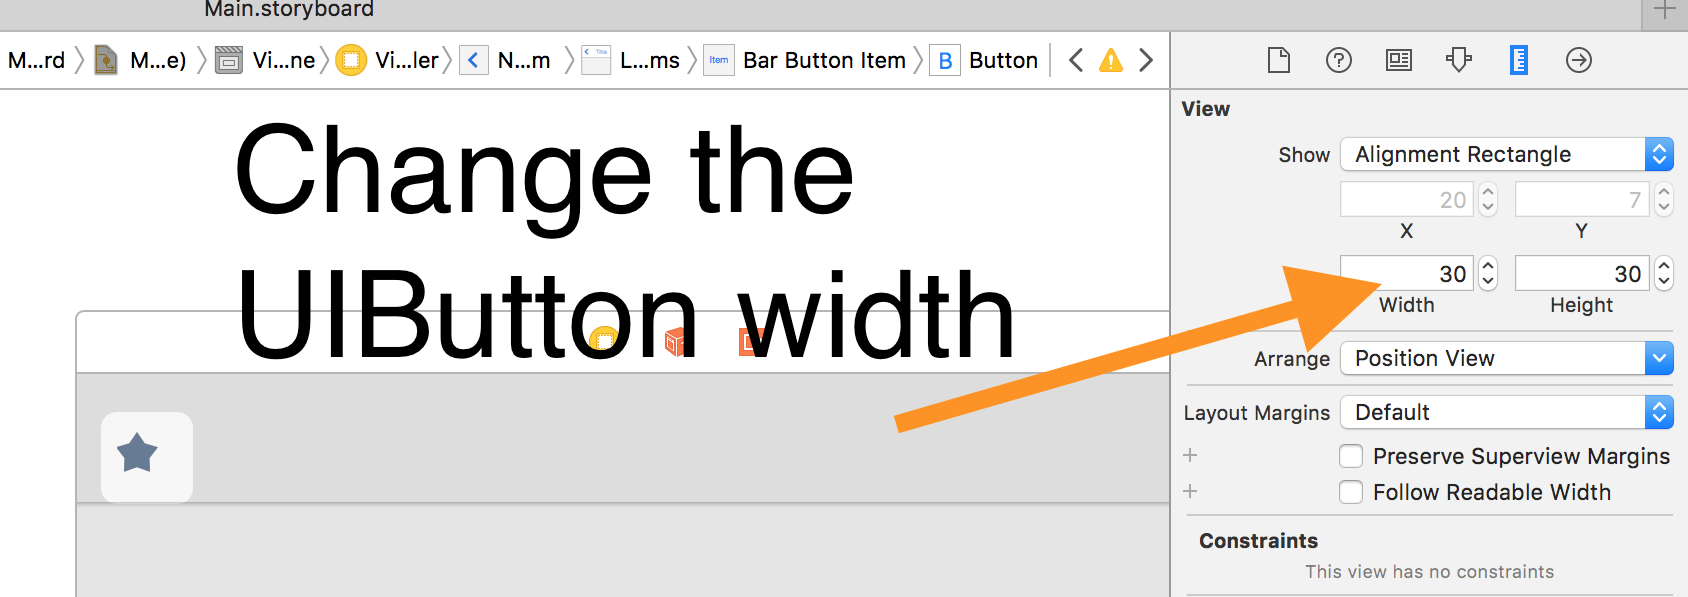 Main.storyboard
M...rd M...e) Vi...ne Vi...ler N...m Title L...ms Item Bar Button Item B Button
View
Change the
UIButton width
Show Alignment Rectangle
20 7
X Y
30 30
Width Height
Arrange Position View
Layout Margins Default
Preserve Superview Margins
Follow Readable Width
Constraints
This view has no constraints